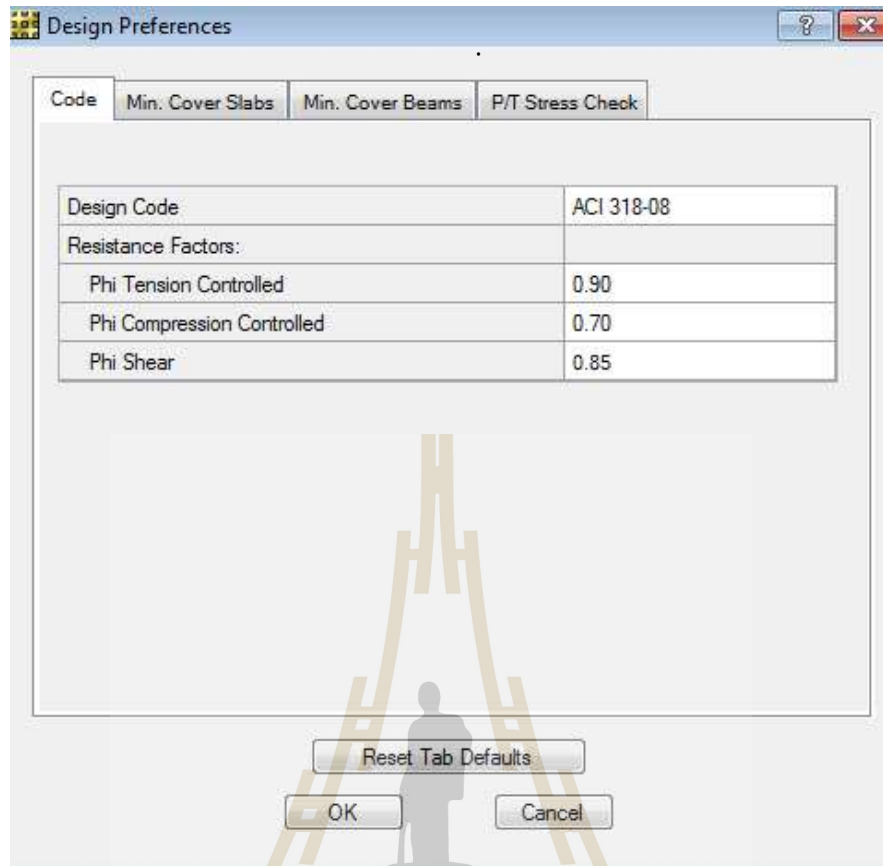 Design Preferences
Code Min. Cover Slabs Min. Cover Beams P/T Stress Check
Design Code ACI 318-08
Resistance Factors:
Phi Tension Controlled 0.90
Phi Compression Controlled 0.70
Phi Shear 0.85
Reset Tab Defaults
OK Cancel